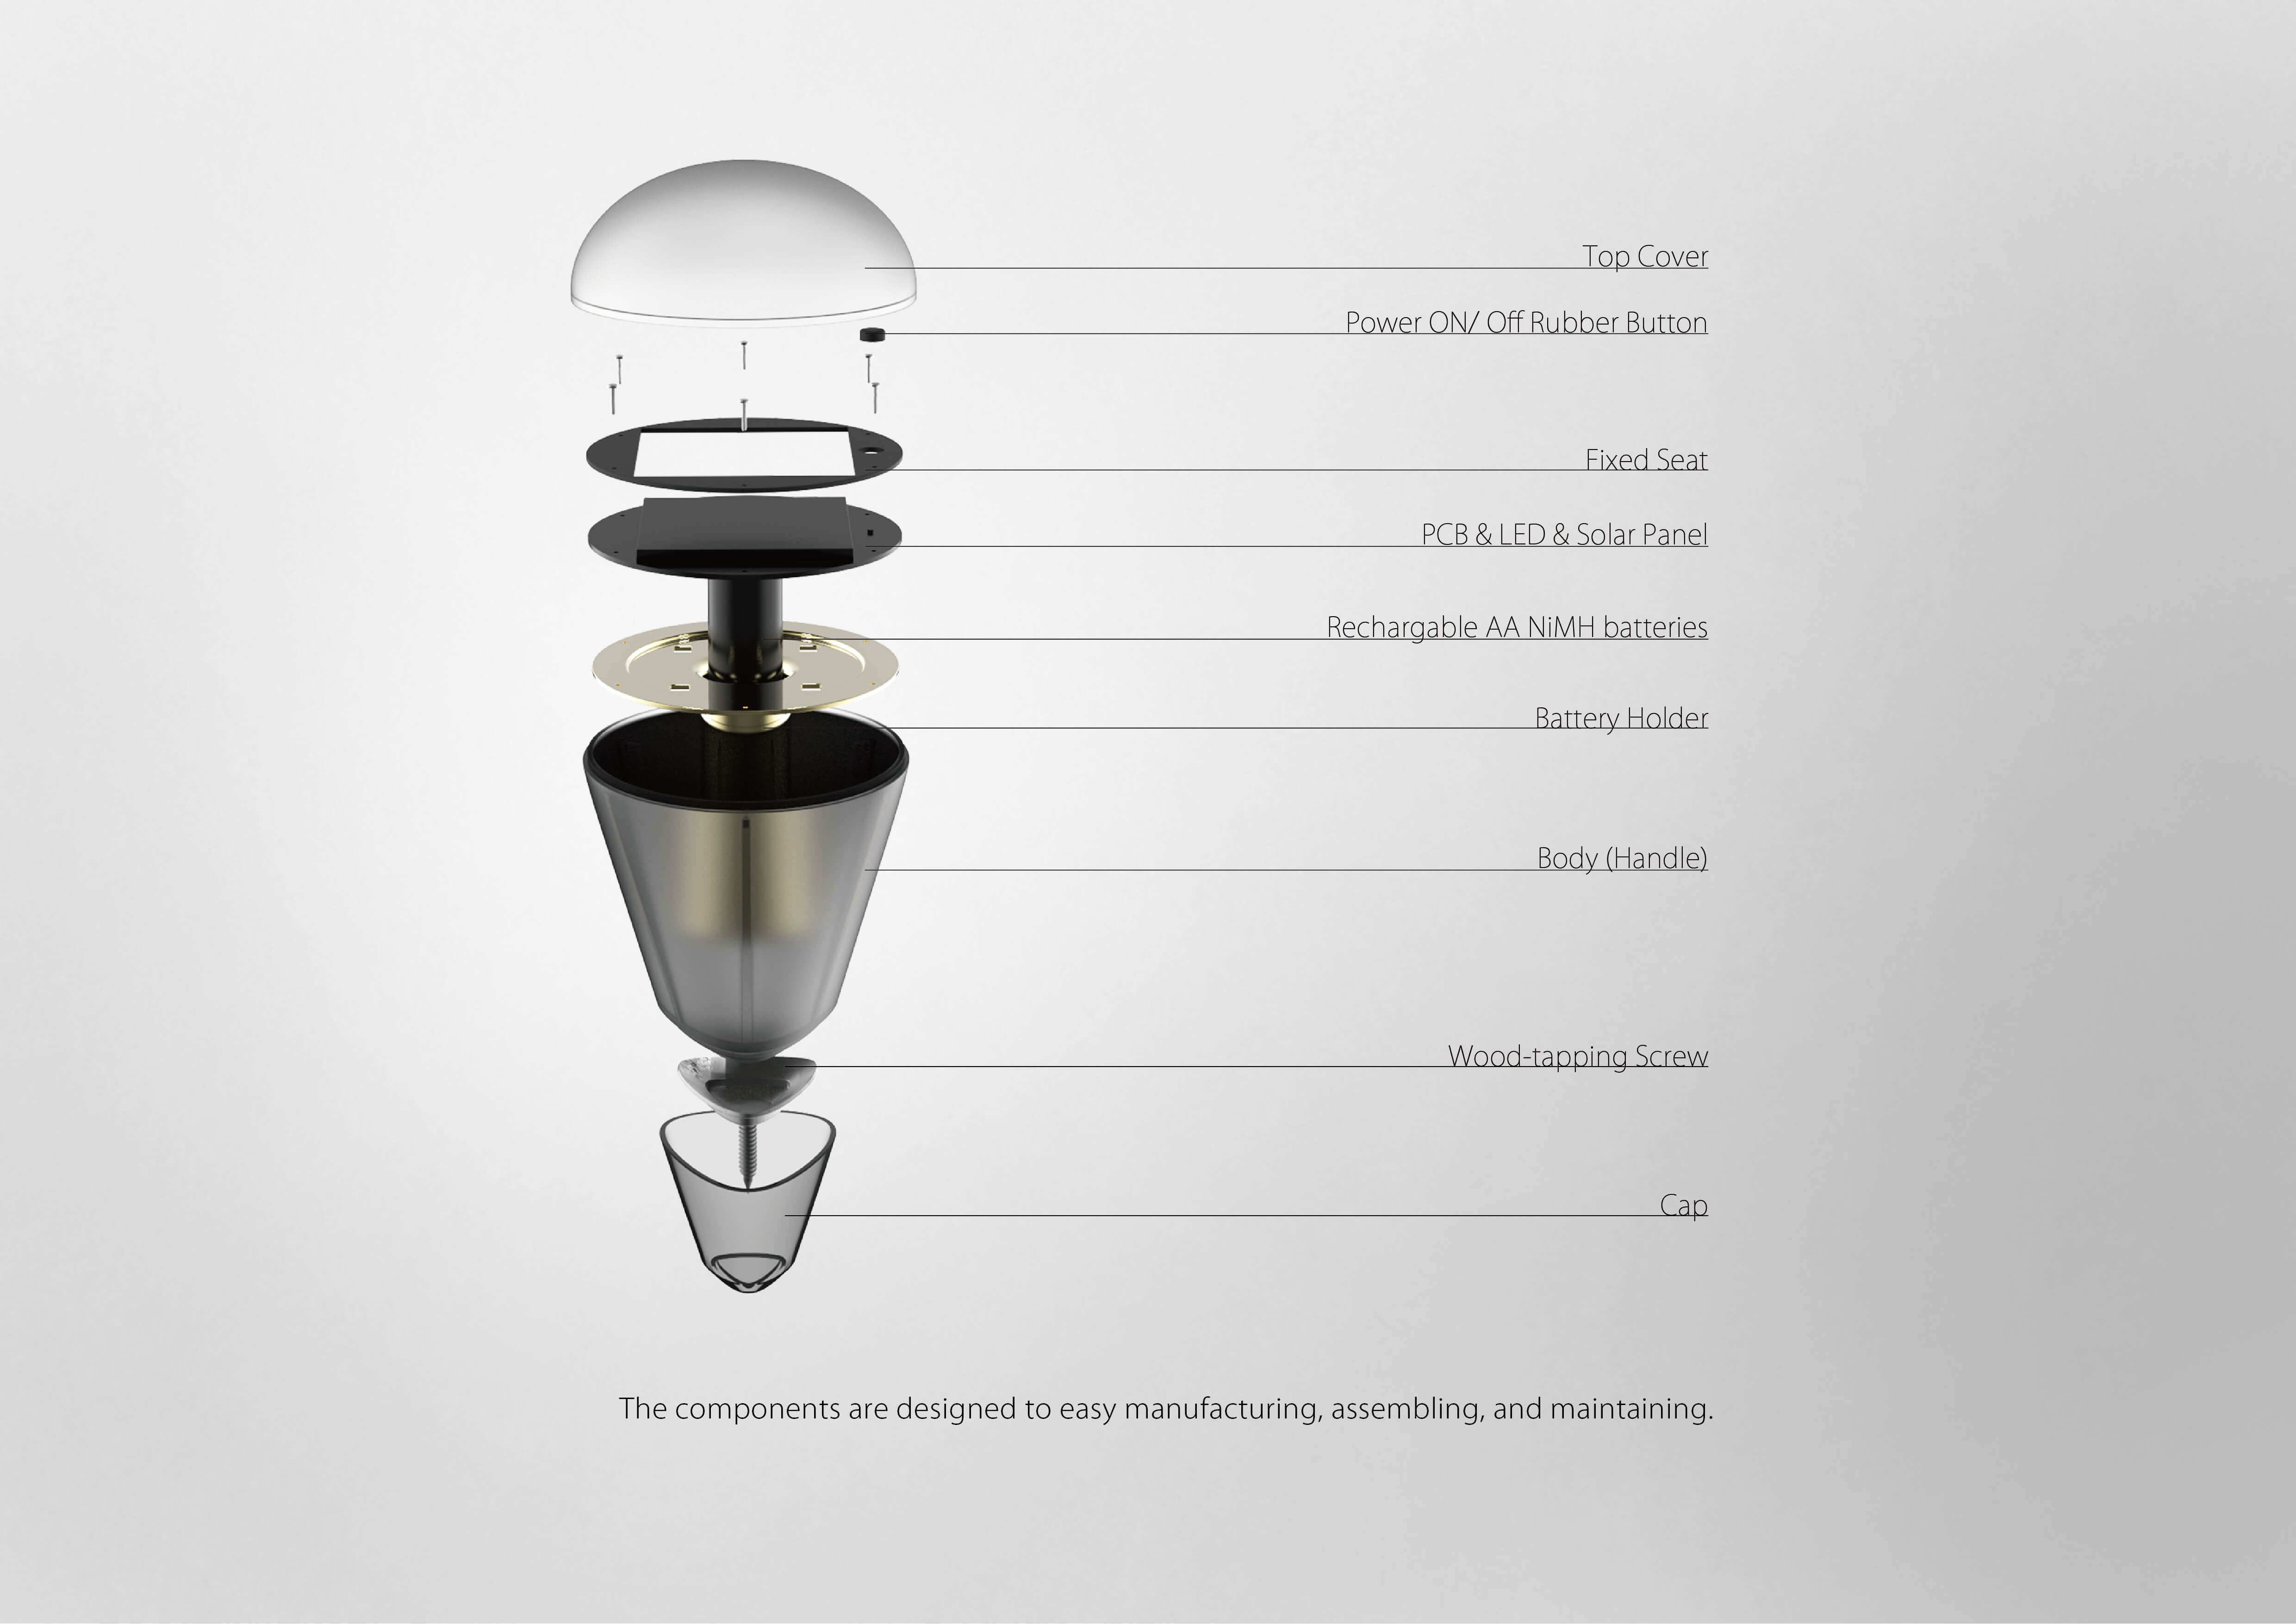 Top Cover
Power ON/ Off Rubber Button
Fixed Seat
PCB & LED & Solar Panel
Rechargable AA NiMH batteries
Battery Holder
Body (Handle)
Wood-tapping Screw
Cap
The components are designed to easy manufacturing, assembling, and maintaining.